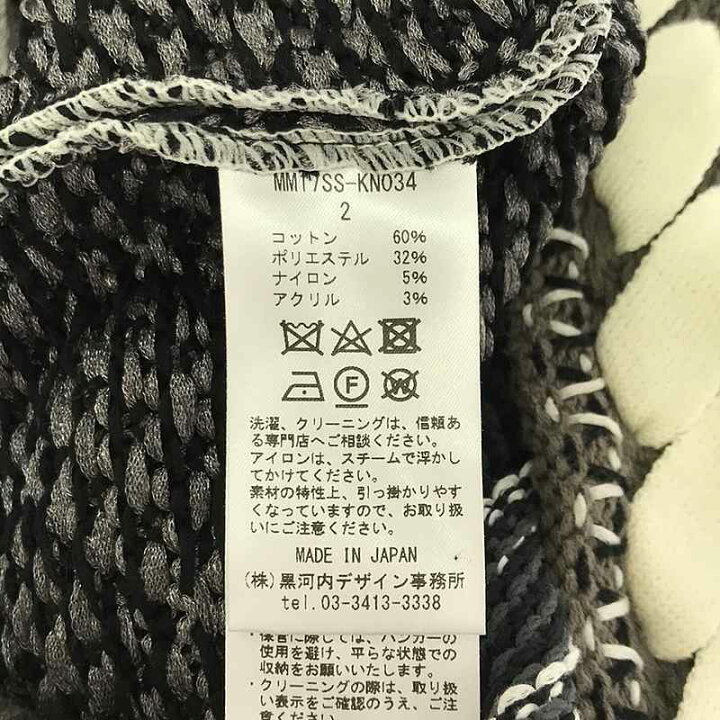 MM17SS-KN034
2
コットン 60%
ポリエステル 32%
ナイロン 5%
アクリル 3%
F
W
洗濯、クリーニングは、信頼あ
る専門店へご相談ください。
アイロンは、スチームで浮かし
てかけてください。
素材の特性上、引っ掛かりやす
くなっていますので、お取り扱
いにご注意ください。
MADE IN JAPAN
(株)黒河内デザイン事務所
tel.03-3413-3338
・保管に際しては、ハンガーの
使用を避け、平らな状態での
収納をお願いいたします。
・クリーニングの際は、取り扱
い表示をご確認のうえ、ご注
意ください。